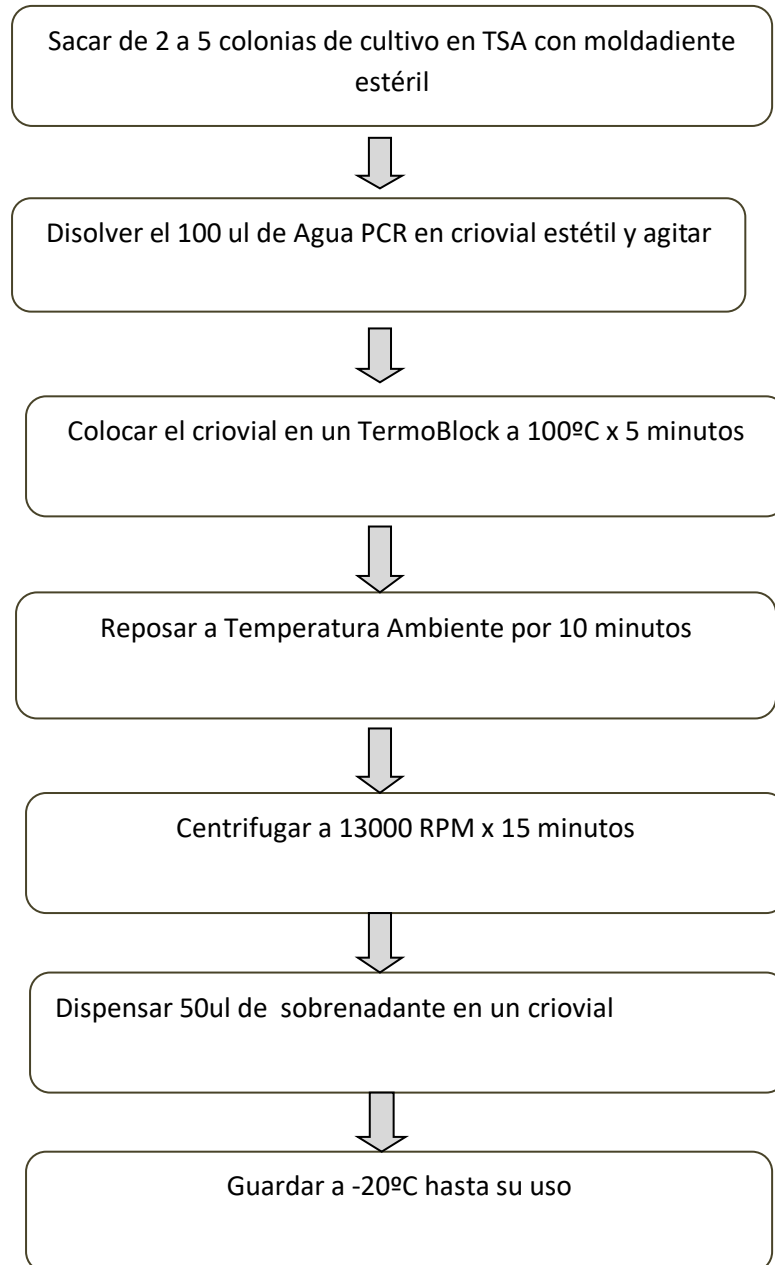 Sacar de 2 a 5 colonias de cultivo en TSA con moldadiente
estéril
Disolver el 100 ul de Agua PCR en criovial estétil y agitar
Colocar el criovial en un TermoBlock a 100ºC x 5 minutos
Reposar a Temperatura Ambiente por 10 minutos
Centrifugar a 13000 RPM x 15 minutos
Dispensar 50ul de  sobrenadante en un criovial
Guardar a -20ºC hasta su uso